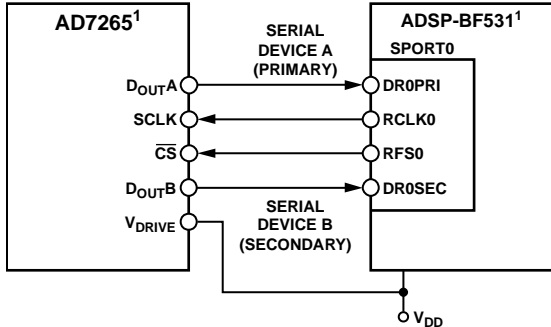 AD7265¹
ADSP-BF531¹
SERIAL
DEVICE A
(PRIMARY)
SPORT0
DOUTA
DR0PRI
SCLK
RCLK0
CS
RFS0
DOUTB
DR0SEC
VDRIVE
SERIAL
DEVICE B
(SECONDARY)
VDD